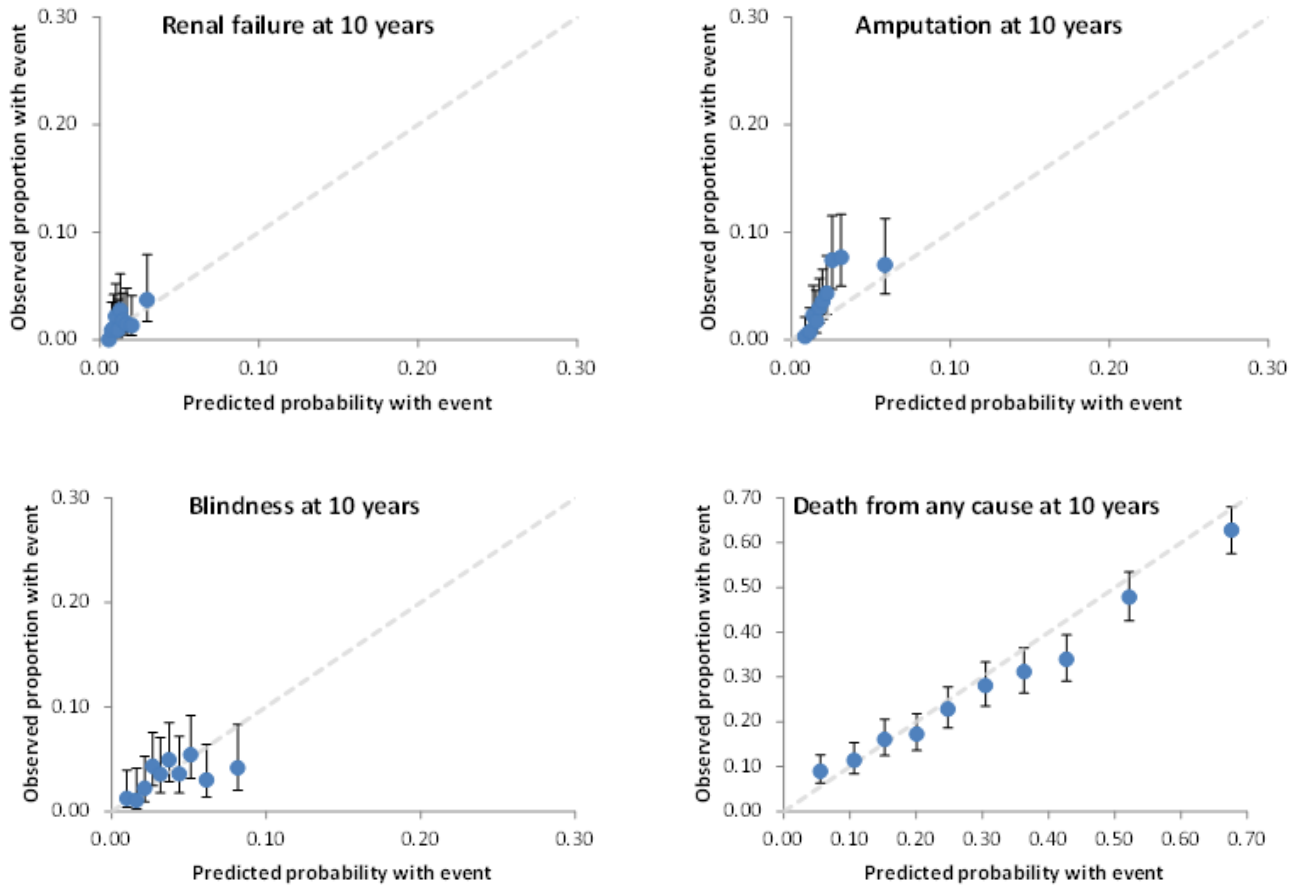 Renal failure at 10 years
Observed proportion with event
0.30
0.20
0.10
0.00
0.00 0.10 0.20 0.30
Predicted probability with event
Amputation at 10 years
Observed proportion with event
0.30
0.20
0.10
0.00
0.00 0.10 0.20 0.30
Predicted probability with event
Blindness at 10 years
Observed proportion with event
0.30
0.20
0.10
0.00
0.00 0.10 0.20 0.30
Predicted probability with event
Death from any cause at 10 years
Observed proportion with event
0.70
0.60
0.50
0.40
0.30
0.20
0.10
0.00
0.00 0.10 0.20 0.30 0.40 0.50 0.60 0.70
Predicted probability with event